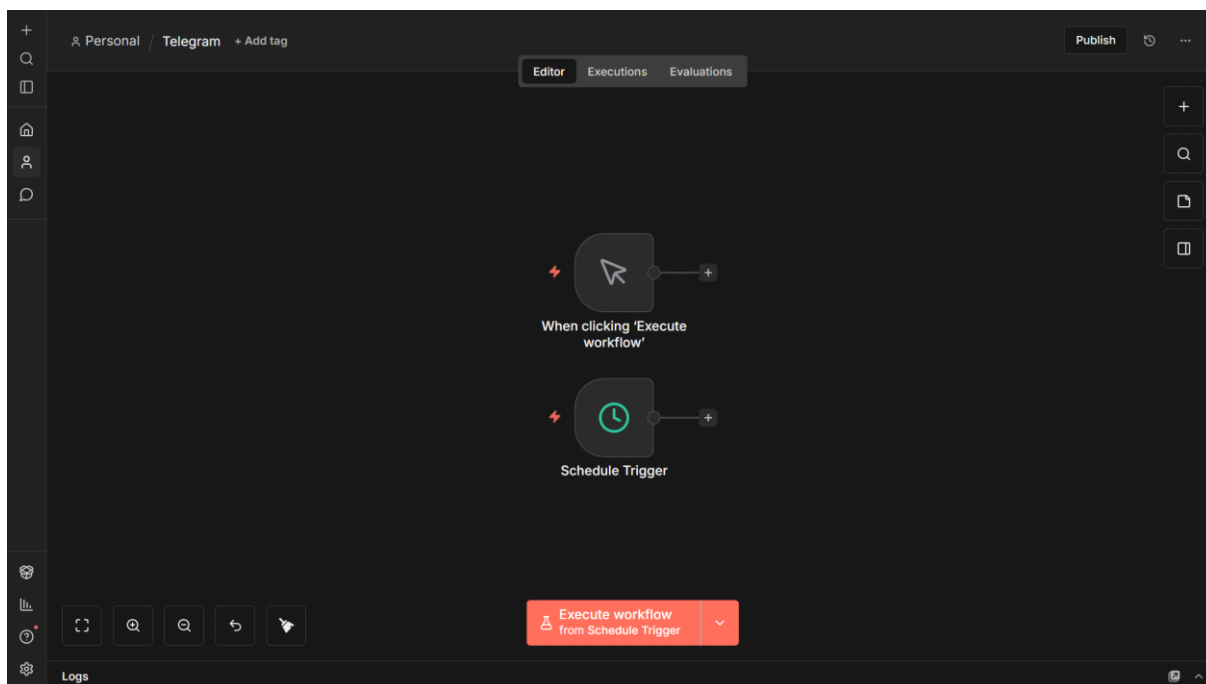 Personal / Telegram + Add tag
Publish
Editor Executions Evaluations
When clicking ‘Execute
workflow’
Schedule Trigger
Execute workflow
from Schedule Trigger
Logs